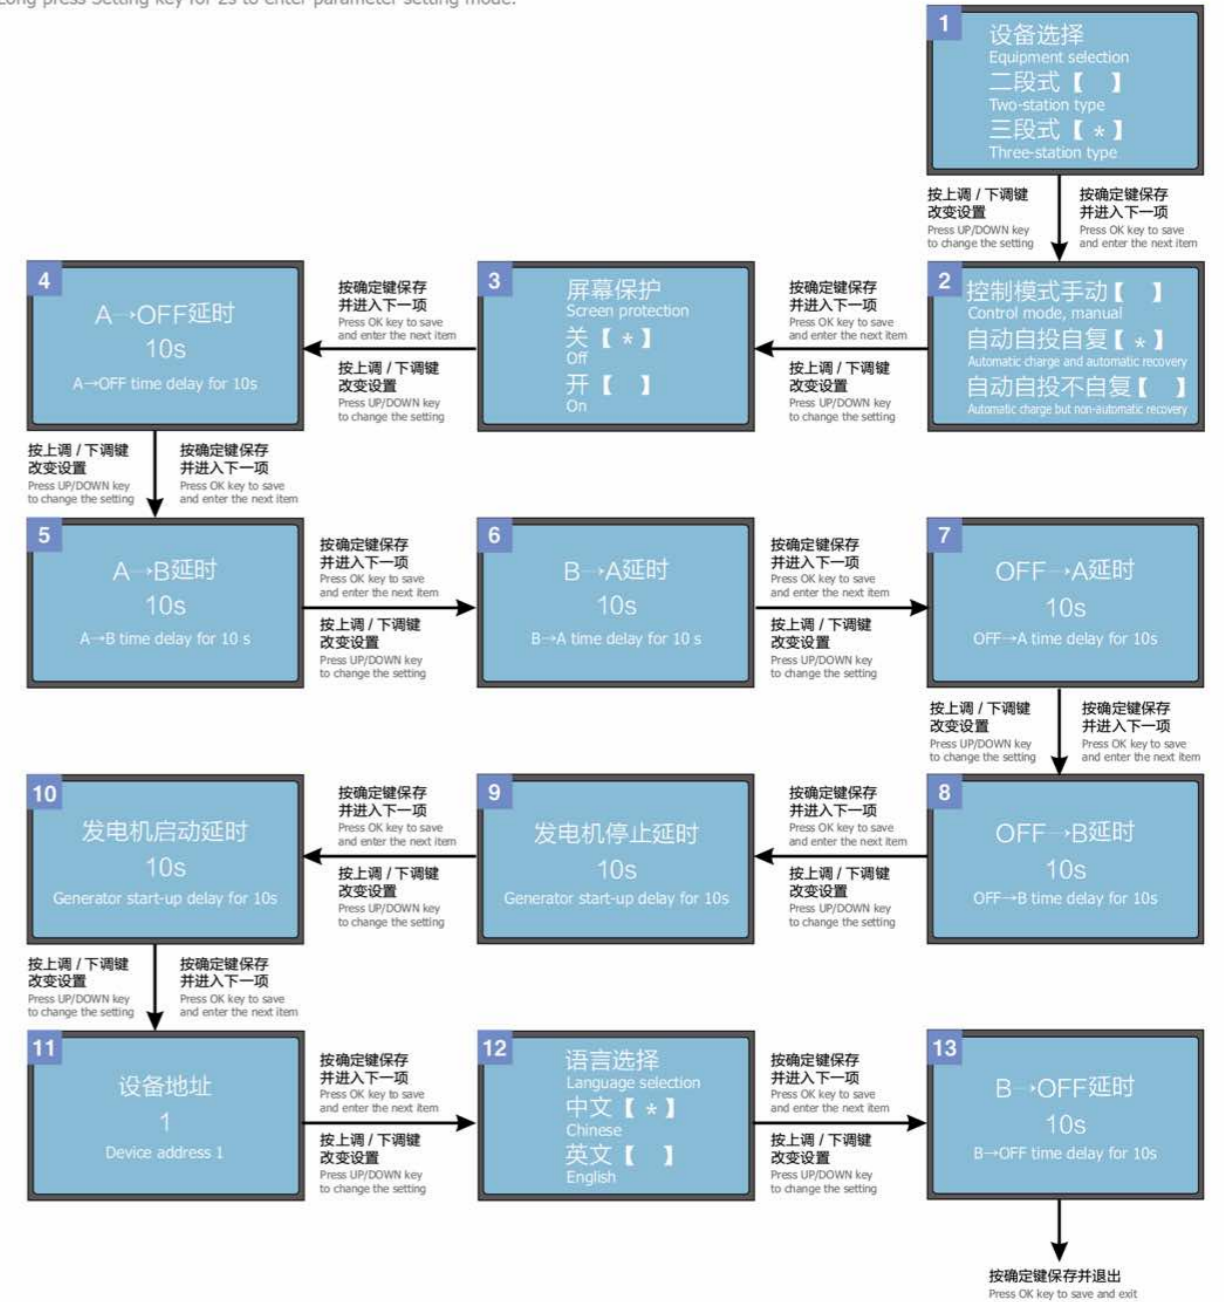 Long press Setting key for 2s to enter parameter setting mode.
1
设备选择
Equipment selection
二段式【 】
Two-station type
三段式【*】
Three-station type
按上调 / 下调键
改变设置
Press UP/DOWN key
to change the setting
按确定键保存
并进入下一项
Press OK key to save
and enter the next item
2
控制模式手动【 】
Control mode, manual
自动自投自复【*】
Automatic charge and automatic recovery
自动自投不自复【 】
Automatic charge but non-automatic recovery
按确定键保存
并进入下一项
Press OK key to save
and enter the next item
按上调 / 下调键
改变设置
Press UP/DOWN key
to change the setting
3
屏幕保护
Screen protection
关【*】
Off
开【 】
On
按确定键保存
并进入下一项
Press OK key to save
and enter the next item
按上调 / 下调键
改变设置
Press UP/DOWN key
to change the setting
4
A→OFF延时
10s
A→OFF time delay for 10s
按上调 / 下调键
改变设置
Press UP/DOWN key
to change the setting
按确定键保存
并进入下一项
Press OK key to save
and enter the next item
5
A→B延时
10s
A→B time delay for 10 s
按确定键保存
并进入下一项
Press OK key to save
and enter the next item
按上调 / 下调键
改变设置
Press UP/DOWN key
to change the setting
6
B→A延时
10s
B→A time delay for 10 s
按确定键保存
并进入下一项
Press OK key to save
and enter the next item
按上调 / 下调键
改变设置
Press UP/DOWN key
to change the setting
7
OFF→A延时
10s
OFF→A time delay for 10s
按上调 / 下调键
改变设置
Press UP/DOWN key
to change the setting
按确定键保存
并进入下一项
Press OK key to save
and enter the next item
8
OFF→B延时
10s
OFF→B time delay for 10s
按确定键保存
并进入下一项
Press OK key to save
and enter the next item
按上调 / 下调键
改变设置
Press UP/DOWN key
to change the setting
9
发电机停止延时
10s
Generator start-up delay for 10s
按确定键保存
并进入下一项
Press OK key to save
and enter the next item
按上调 / 下调键
改变设置
Press UP/DOWN key
to change the setting
10
发电机启动延时
10s
Generator start-up delay for 10s
按上调 / 下调键
改变设置
Press UP/DOWN key
to change the setting
按确定键保存
并进入下一项
Press OK key to save
and enter the next item
11
设备地址
1
Device address 1
按确定键保存
并进入下一项
Press OK key to save
and enter the next item
按上调 / 下调键
改变设置
Press UP/DOWN key
to change the setting
12
语言选择
Language selection
中文【*】
Chinese
英文【 】
English
按确定键保存
并进入下一项
Press OK key to save
and enter the next item
按上调 / 下调键
改变设置
Press UP/DOWN key
to change the setting
13
B→OFF延时
10s
B→OFF time delay for 10s
按确定键保存并退出
Press OK key to save and exit